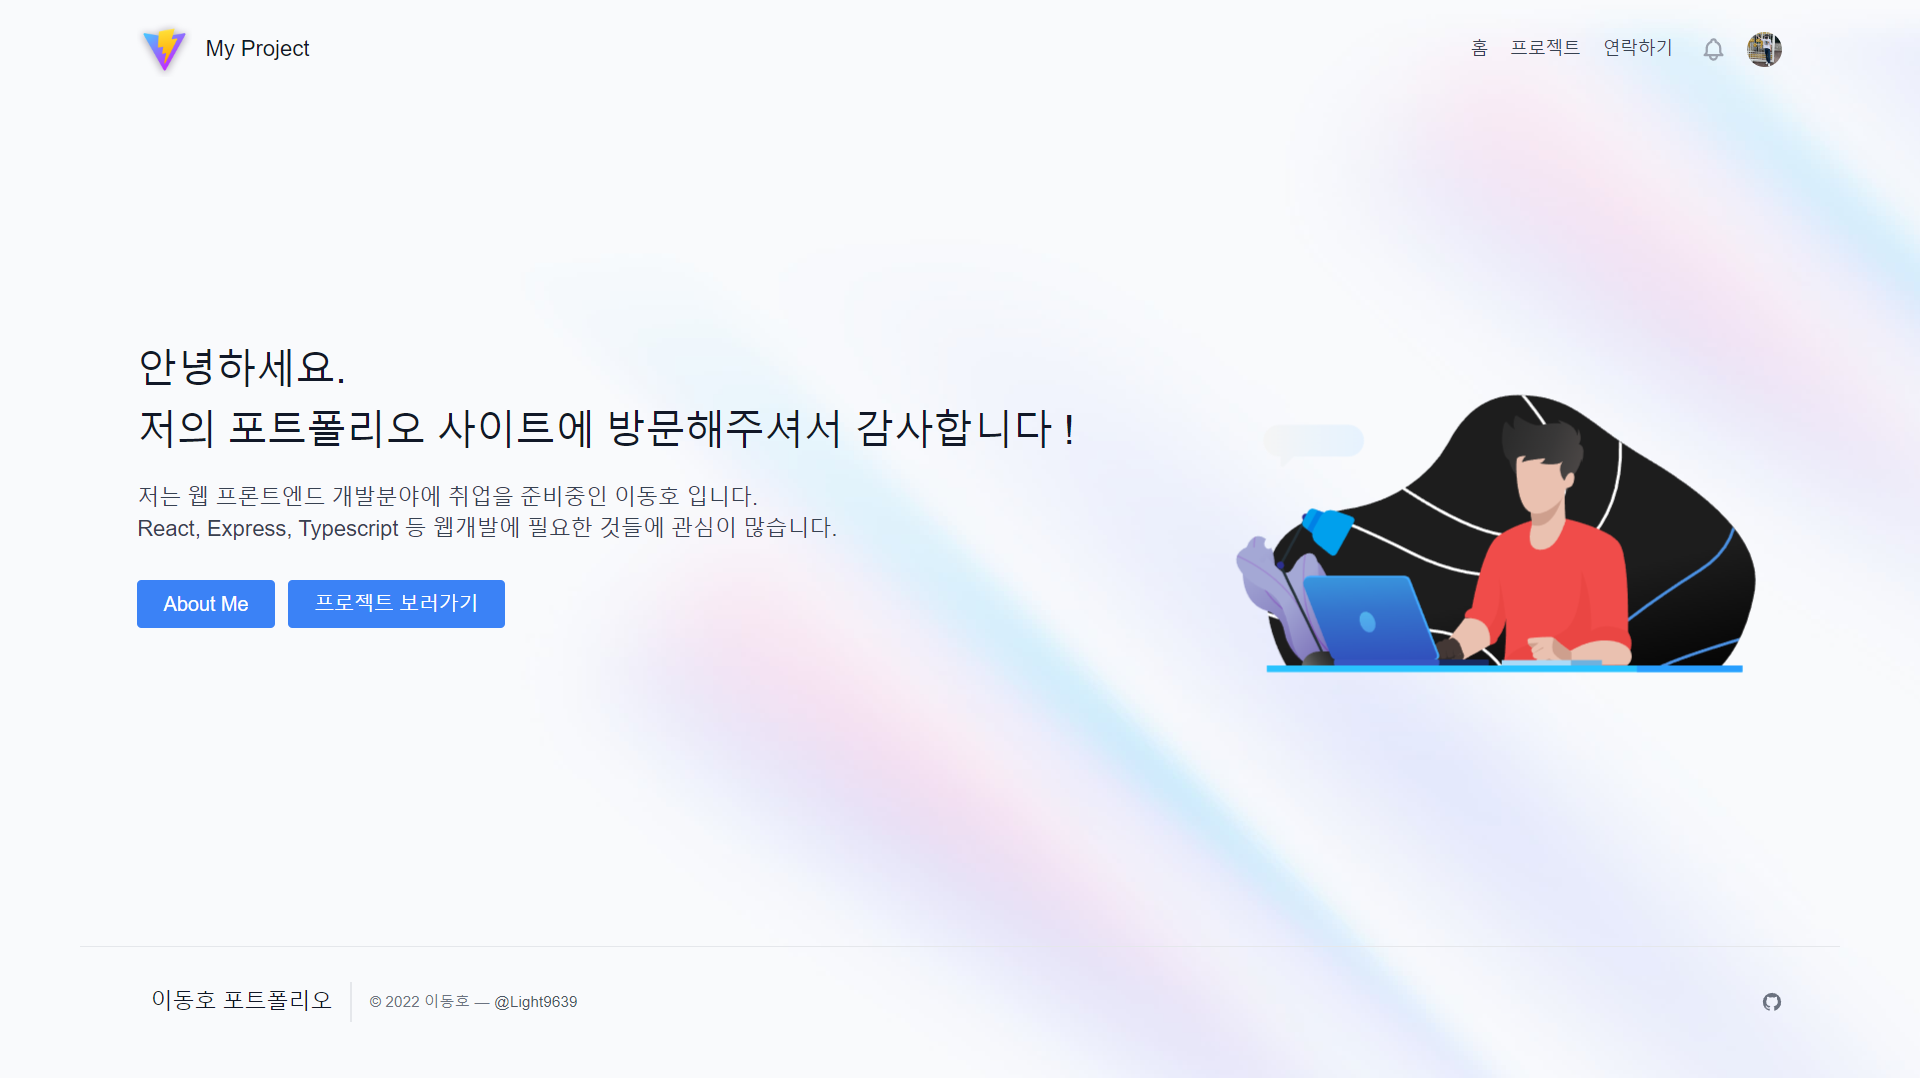 My Project
홈 프로젝트 연락하기
안녕하세요.
저의 포트폴리오 사이트에 방문해주셔서 감사합니다 !
저는 웹 프론트엔드 개발분야에 취업을 준비중인 이동호 입니다.
React, Express, Typescript 등 웹개발에 필요한 것들에 관심이 많습니다.
About Me
프로젝트 보러가기
이동호 포트폴리오
© 2022 이동호 — @Light9639